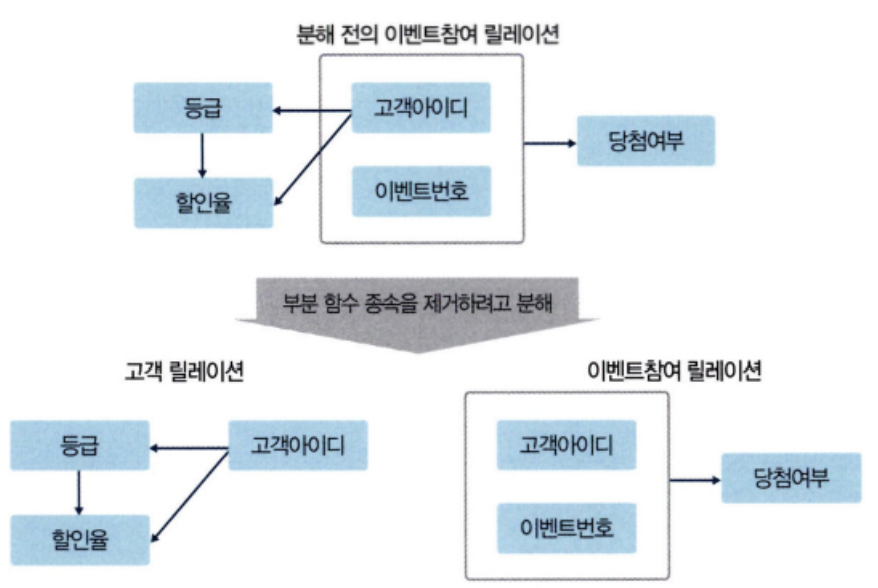 분해 전의 이벤트참여 릴레이션
등급
고객아이디
당첨여부
할인율
이벤트번호
부분 함수 종속을 제거하려고 분해
고객 릴레이션
이벤트참여 릴레이션
등급
고객아이디
고객아이디
당첨여부
할인율
이벤트번호